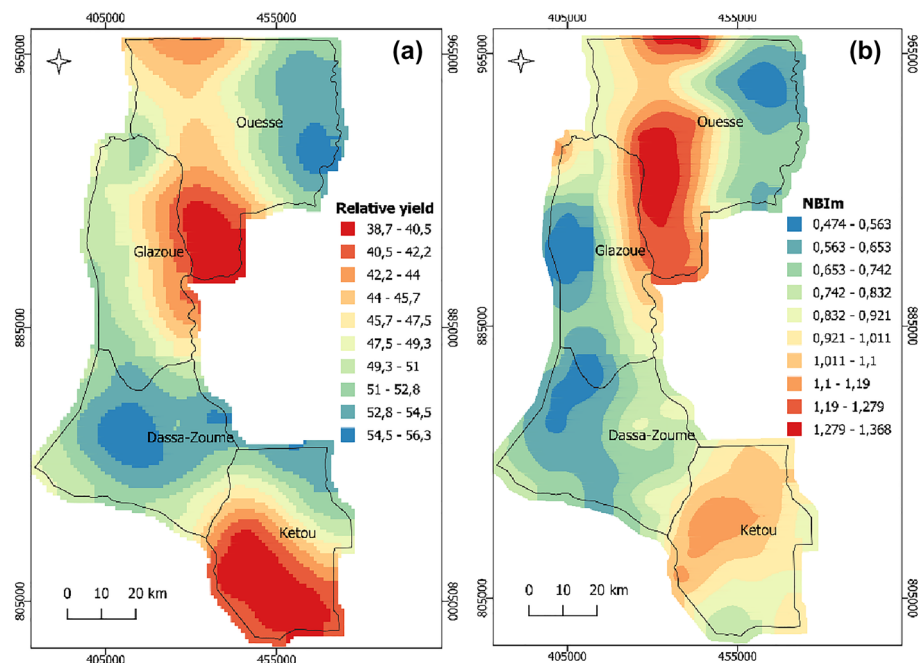 405000
455000
965000
(a)
Ouesse
Glazoue
885000
Dassa-Zoume
Ketou
805000
0 10 20 km
405000
455000
Relative yield
38,7 - 40,5
40,5 - 42,2
42,2 - 44
44 - 45,7
45,7 - 47,5
47,5 - 49,3
49,3 - 51
51 - 52,8
52,8 - 54,5
54,5 - 56,3
405000
455000
965000
965000
(b)
Ouesse
Glazoue
885000
885000
Dassa-Zoume
Ketou
805000
805000
0 10 20 km
405000
455000
NBIm
0,474 - 0,563
0,563 - 0,653
0,653 - 0,742
0,742 - 0,832
0,832 - 0,921
0,921 - 1,011
1,011 - 1,1
1,1 - 1,19
1,19 - 1,279
1,279 - 1,368
0005096
0005088
000508